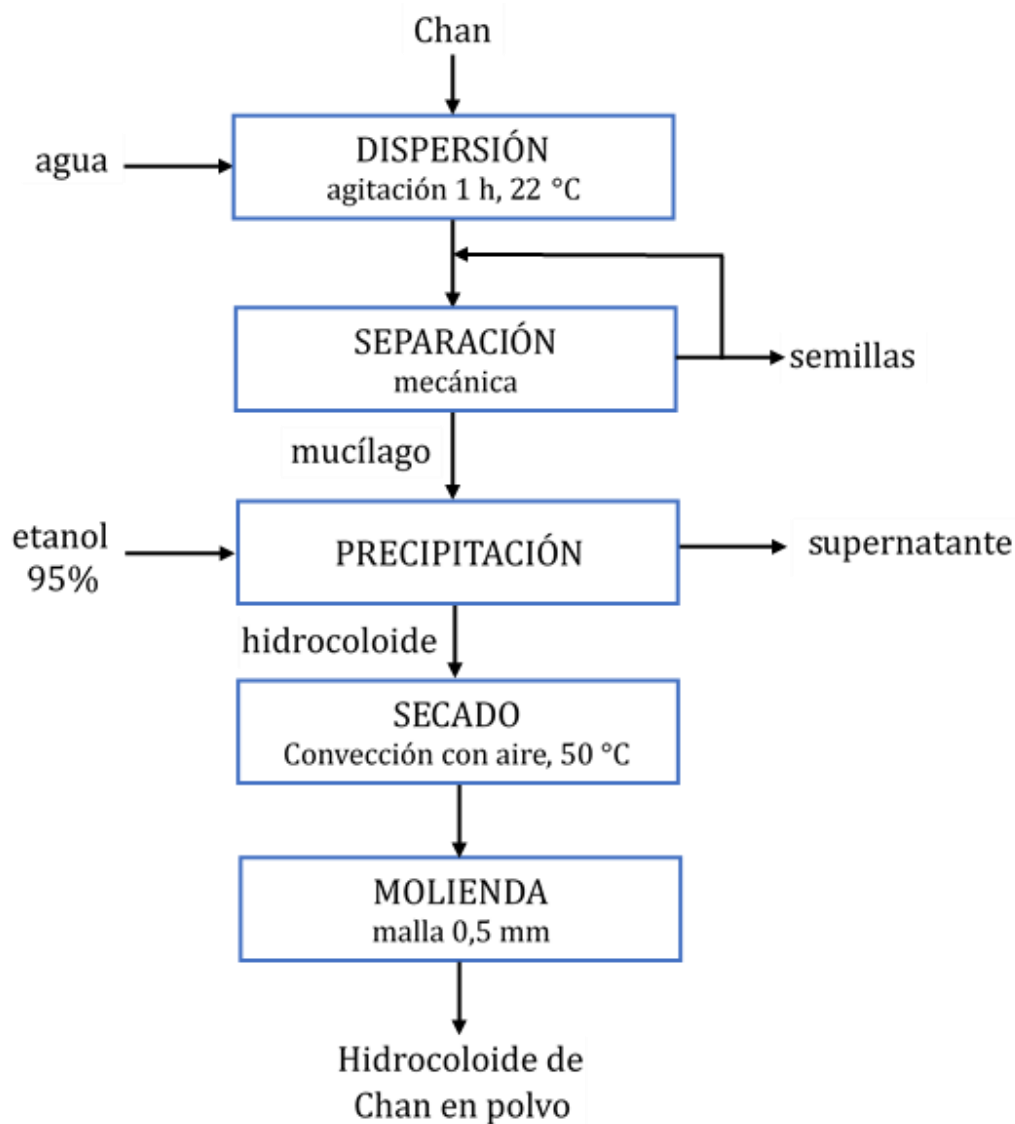 Chan
agua
DISPERSIÓN
agitación 1 h, 22 °C
SEPARACIÓN
mecánica
semillas
mucílago
etanol
95%
PRECIPITACIÓN
supernatante
hidrocoloide
SECADO
Convección con aire, 50 °C
MOLIENDA
malla 0,5 mm
Hidrocoloide de
Chan en polvo